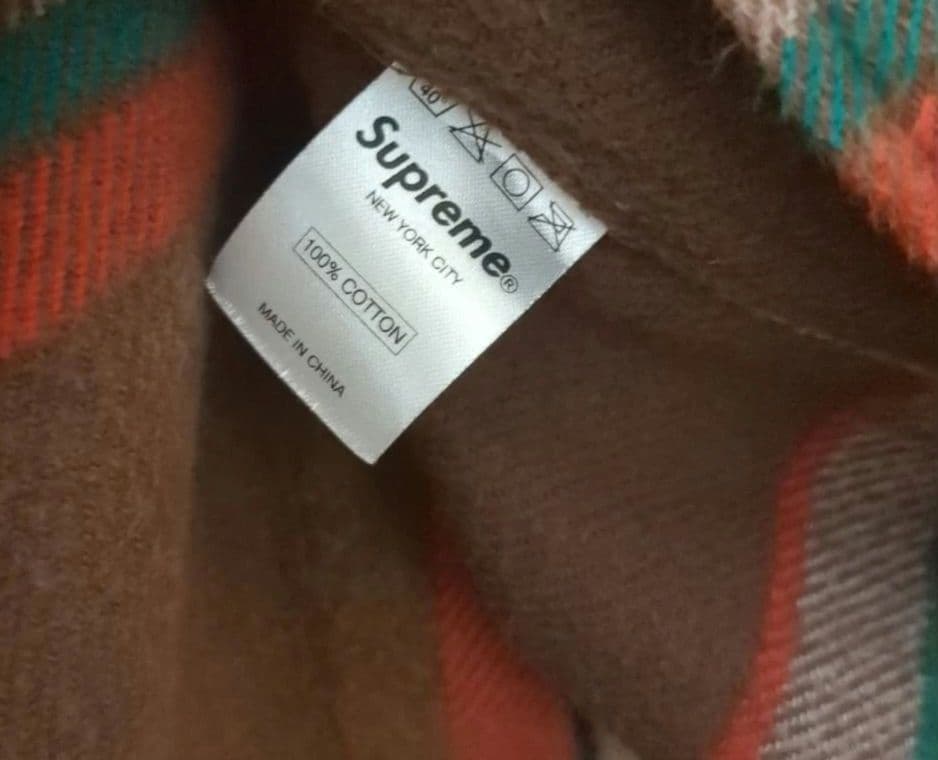 40°
Supreme®
NEW YORK CITY
100% COTTON
MADE IN CHINA